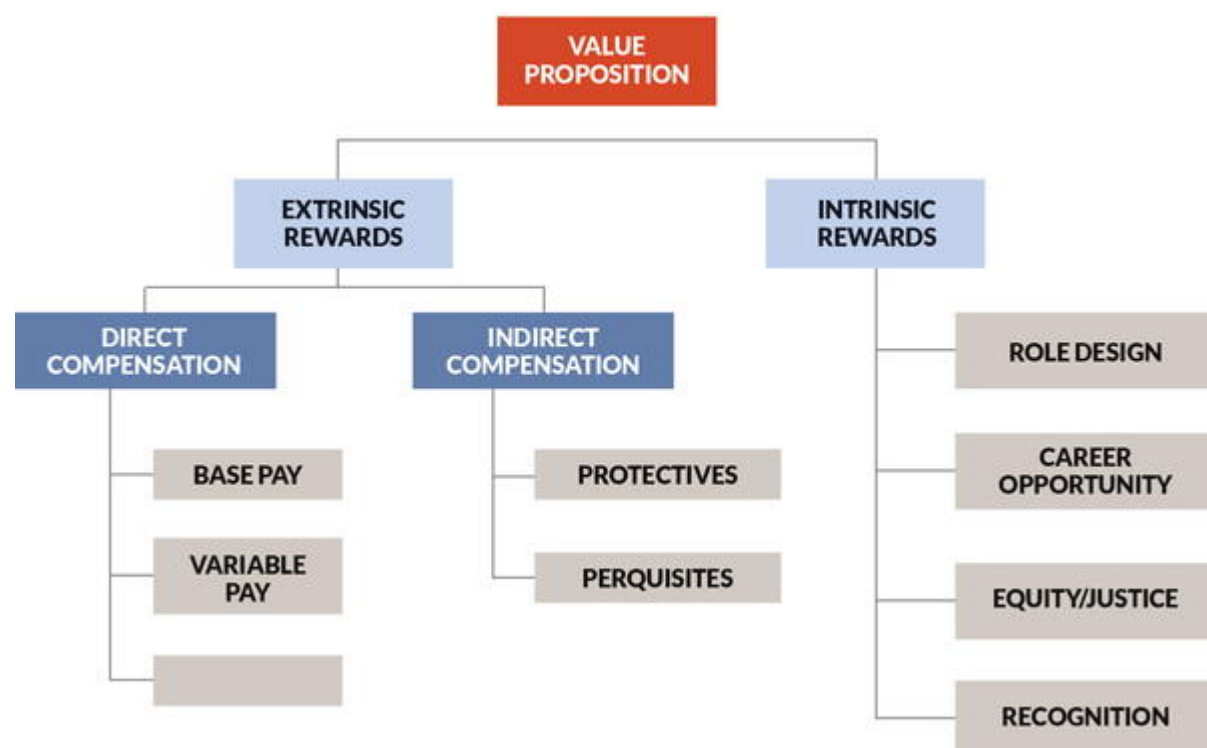 VALUE
PROPOSITION
EXTRINSIC
REWARDS
INTRINSIC
REWARDS
DIRECT
COMPENSATION
INDIRECT
COMPENSATION
BASE PAY
VARIABLE
PAY
PROTECTIVES
PERQUISITES
ROLE DESIGN
CAREER
OPPORTUNITY
EQUITY/JUSTICE
RECOGNITION